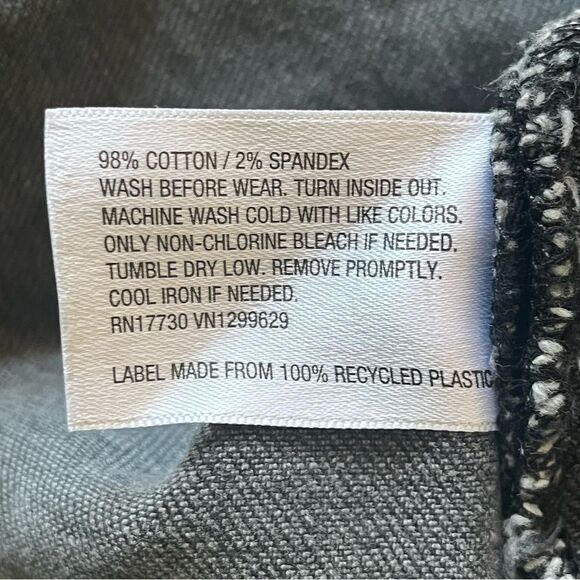 98% COTTON / 2% SPANDEX
WASH BEFORE WEAR. TURN INSIDE OUT.
MACHINE WASH COLD WITH LIKE COLORS.
ONLY NON-CHLORINE BLEACH IF NEEDED.
TUMBLE DRY LOW. REMOVE PROMPTLY.
COOL IRON IF NEEDED.
RN17730 VN1299629
LABEL MADE FROM 100% RECYCLED PLASTIC